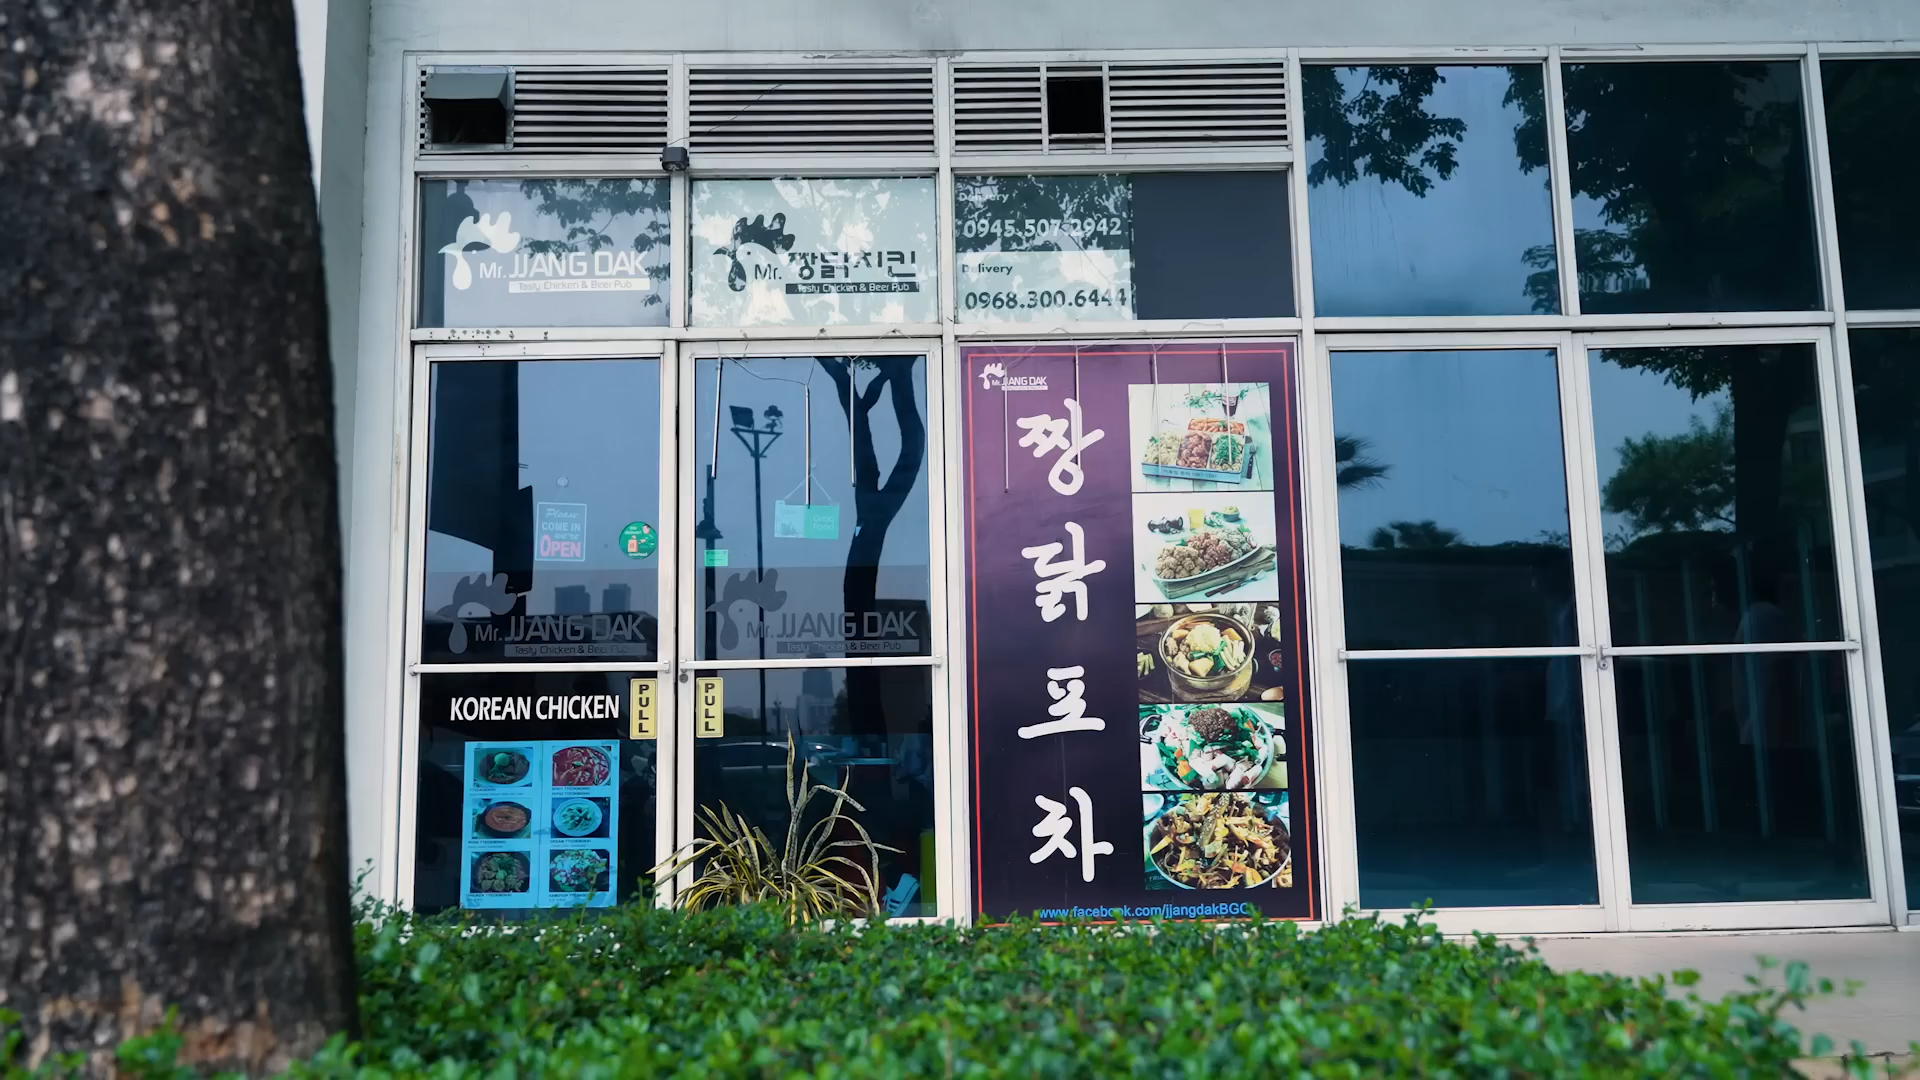 Mr. JJANG DAK
Tasty Chicken & Beer Pub
Mr. 짱닭치킨
Tasty Chicken & Beer Pub
Delivery
0945.507.2942
Delivery
0968.300.6444
Please
COME IN
OPEN
Mr. JJANG DAK
Tasty Chicken & Beer Pub
Mr. JJANG DAK
Tasty Chicken & Beer Pub
KOREAN CHICKEN
PULL
PULL
Mr. JJANG DAK
짱
닭
포
차
www.facebook.com/jjangdakBGC